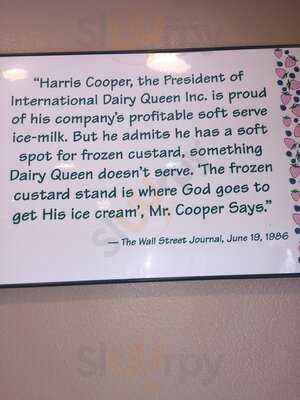 “Harris Cooper, the President of
International Dairy Queen Inc. is proud
of his company’s profitable soft serve
ice-milk. But he admits he has a soft
spot for frozen custard, something
Dairy Queen doesn’t serve. ‘The frozen
custard stand is where God goes to
get His ice cream’, Mr. Cooper Says.”
— The Wall Street Journal, June 19, 1986
Sluurpy